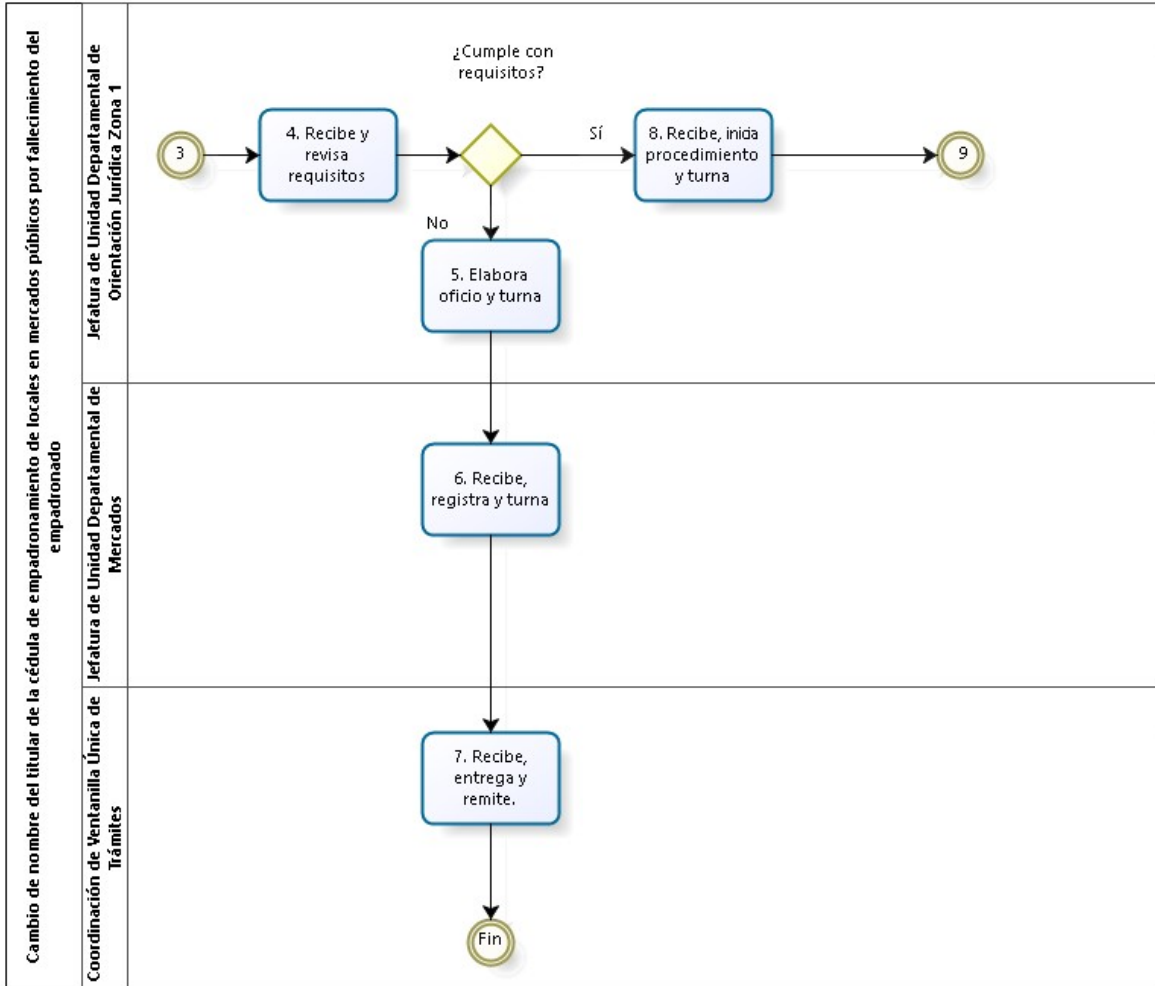 Cambio de nombre del titular de la cédula de empadronamiento de locales en mercados públicos por fallecimiento del
empadronado
Jefatura de Unidad Departamental de
Orientación Jurídica Zona 1
¿Cumple con
requisitos?
3
4. Recibe y
revisa
requisitos
Sí
8. Recibe, inicia
procedimiento
y turna
9
No
5. Elabora
oficio y turna
Jefatura de Unidad Departamental de
Mercados
6. Recibe,
registra y turna
Coordinación de Ventanilla Única de
Trámites
7. Recibe,
entrega y
remite.
Fin